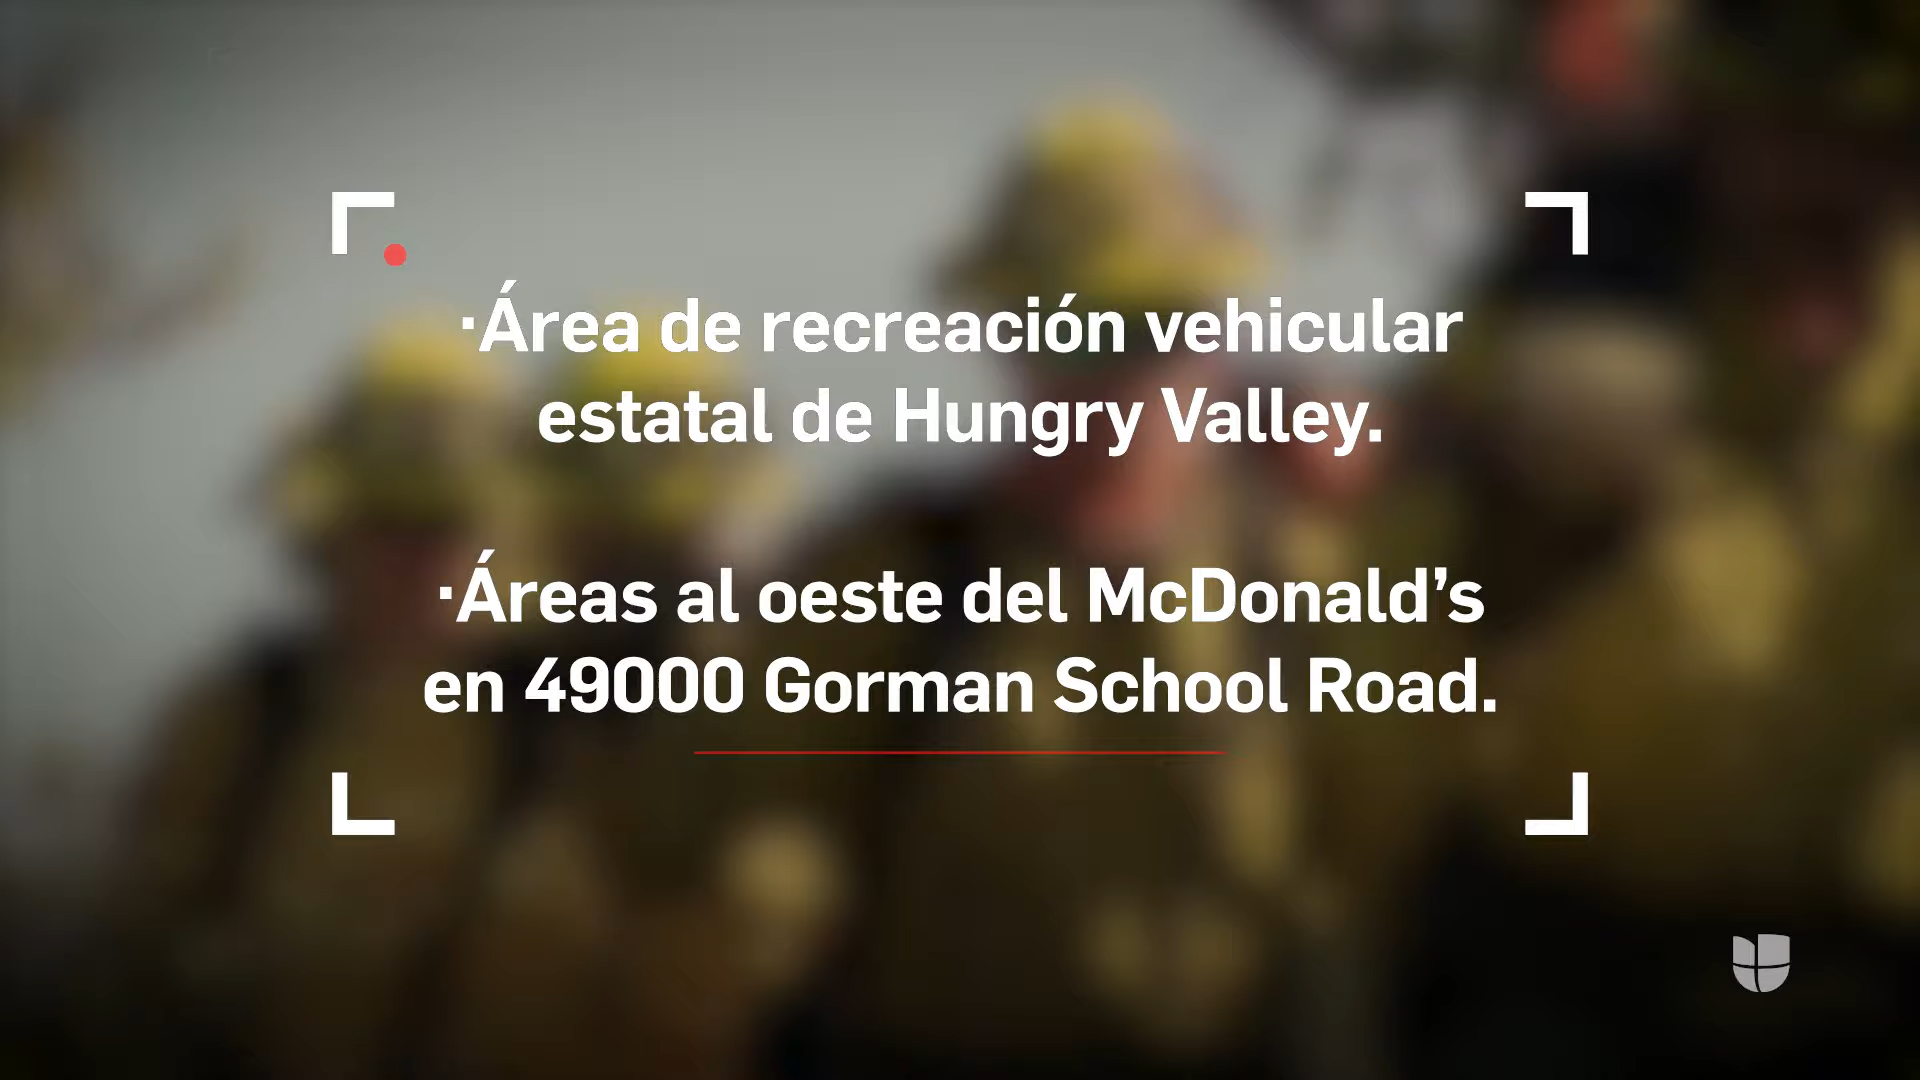 ·Área de recreación vehicular
estatal de Hungry Valley.
·Áreas al oeste del McDonald’s
en 49000 Gorman School Road.